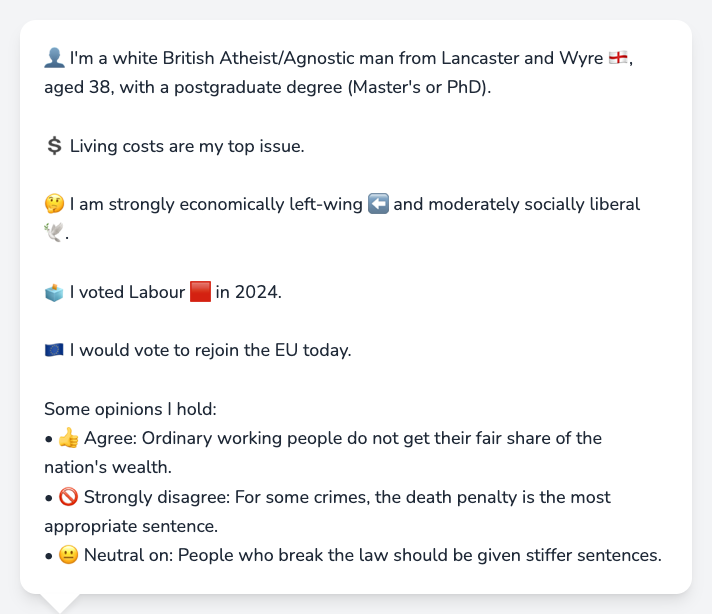 👤 I'm a white British Atheist/Agnostic man from Lancaster and Wyre 🏴󠁧󠁢󠁥󠁮󠁧󠁿,
aged 38, with a postgraduate degree (Master's or PhD).
💲 Living costs are my top issue.
🤔 I am strongly economically left-wing ⬅️ and moderately socially liberal
🕊️.
🗳️ I voted Labour 🟥 in 2024.
🇪🇺 I would vote to rejoin the EU today.
Some opinions I hold:
• 👍 Agree: Ordinary working people do not get their fair share of the
nation's wealth.
• 🚫 Strongly disagree: For some crimes, the death penalty is the most
appropriate sentence.
• 😐 Neutral on: People who break the law should be given stiffer sentences.